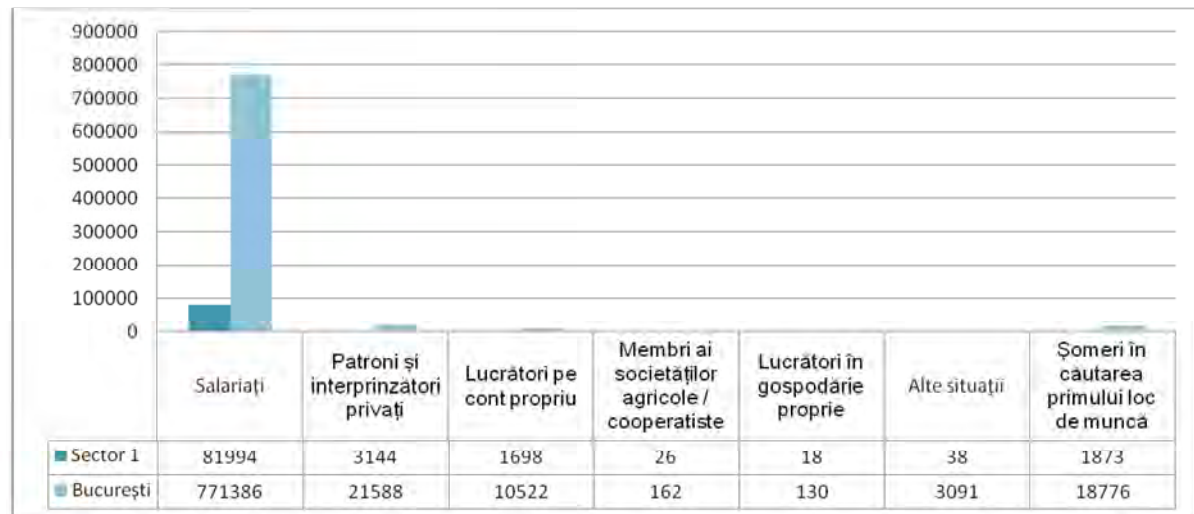 900000
800000
700000
600000
500000
400000
300000
200000
100000
0
Salariați
Patroni și
interprinzători
privați
Lucrători pe
cont propriu
Membri ai
societăților
agricole /
cooperatiste
Lucrători în
gospodărie
proprie
Alte situații
Șomeri în
căutarea
primului loc
de muncă
Sector 1 81994 3144 1698 26 18 38 1873
București 771386 21588 10522 162 130 3091 18776